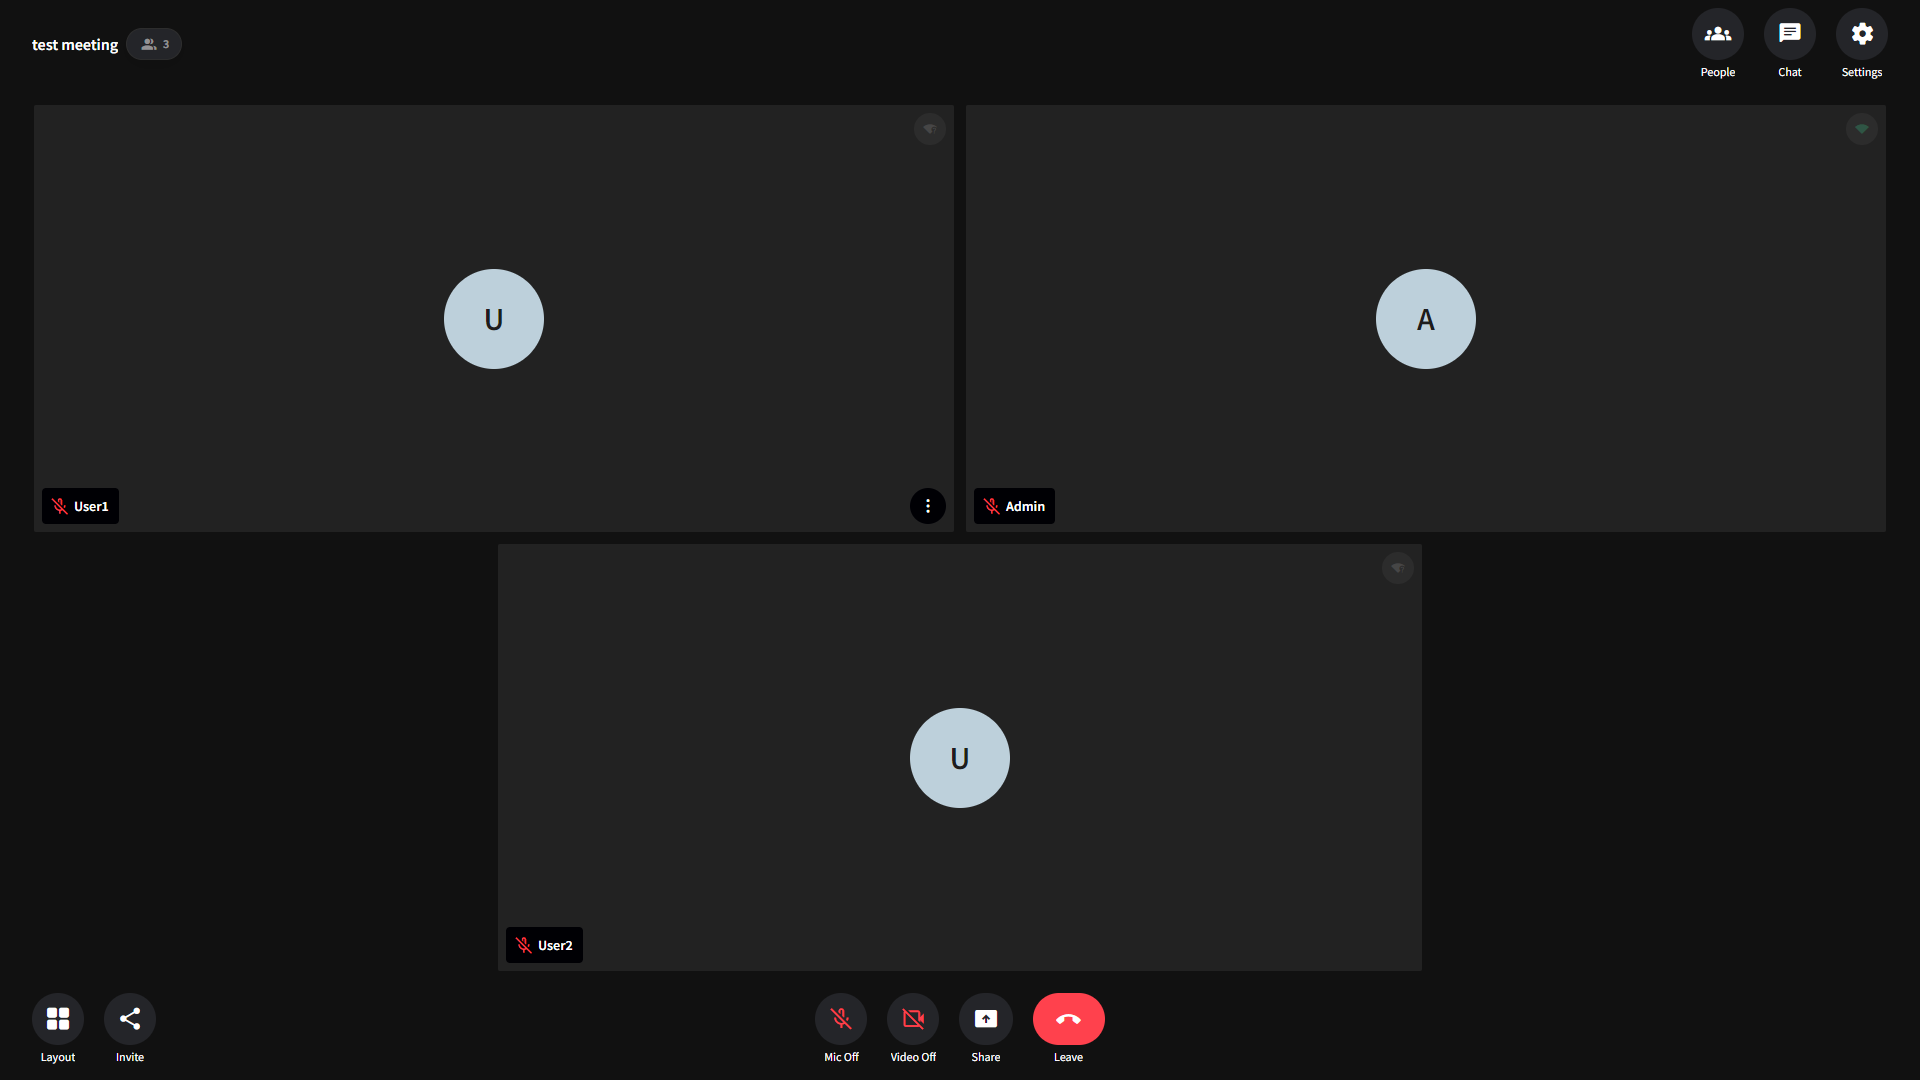 test meeting
3
People
Chat
Settings
U
A
User1
Admin
U
User2
Layout
Invite
Mic Off
Video Off
Share
Leave